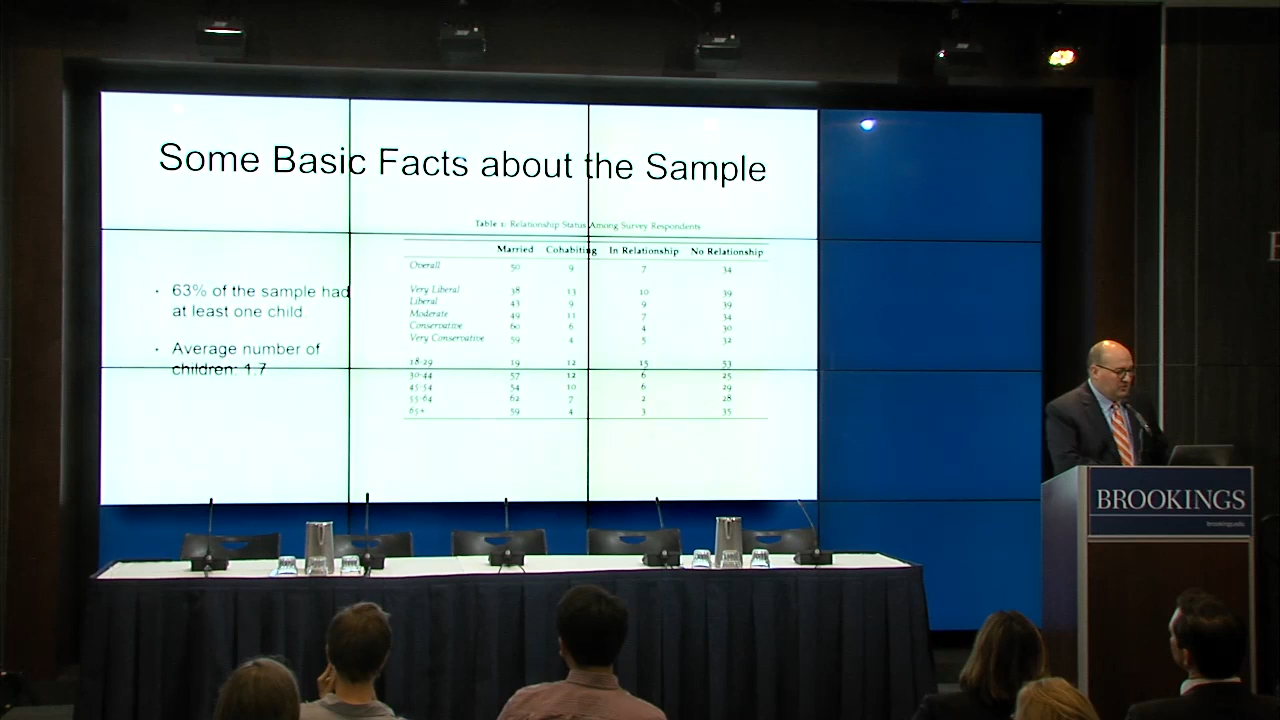 Some Basic Facts about the Sample
Table 1: Relationship Status Among Survey Respondents
Married Cohabiting In Relationship No Relationship
Overall 50 9 7 34
Very Liberal 38 13 10 39
Liberal 43 9 9 39
Moderate 49 11 7 34
Conservative 60 6 4 30
Very Conservative 59 4 5 32
18-29 19 12 15 53
30-44 57 12 6 25
45-54 54 10 6 29
55-64 62 7 2 28
65+ 59 4 3 35
· 63% of the sample had
at least one child
· Average number of
children: 1.7
BROOKINGS
brookings.edu